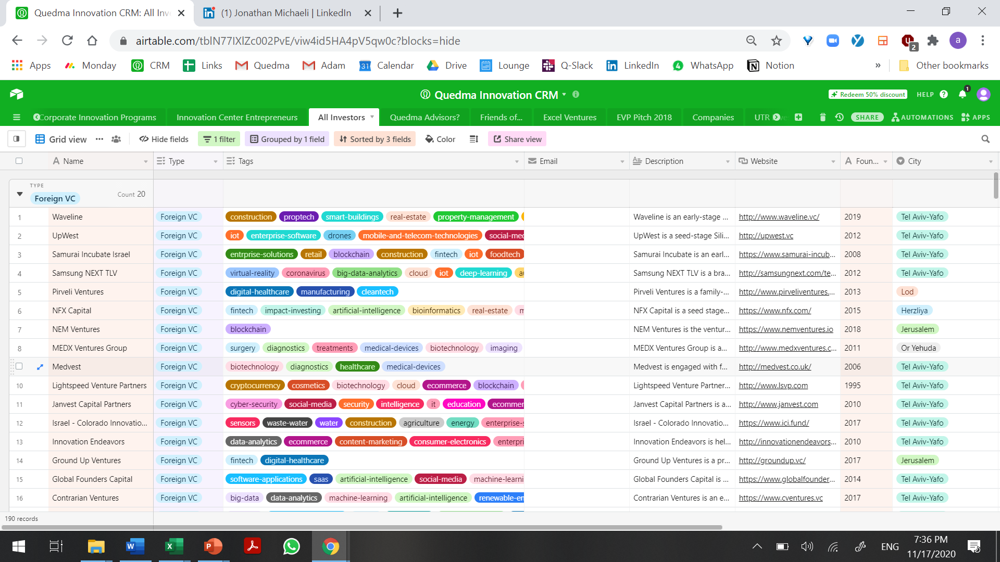 Quedma Innovation CRM: All Inv
(1) Jonathan Michaeli | LinkedIn
airtable.com/tblN77IXlZc002PvE/viw4id5HA4pV5qw0c?blocks=hide
2
a
Apps Monday CRM Links Quedma Adam 31 Calendar Drive Lounge Q-Slack LinkedIn 4 WhatsApp Notion » Other bookmarks
Quedma Innovation CRM
Redeem 50% discount HELP ? 1
Corporate Innovation Programs Innovation Center Entrepreneurs All Investors Quedma Advisors? Friends of... Excel Ventures EVP Pitch 2018 Companies UTR SHARE AUTOMATIONS APPS
Grid view ... Hide fields 1 filter Grouped by 1 field Sorted by 3 fields Color Share view
Name Type Tags Email Description Website Foun... City
TYPE
Foreign VC Count 20
1 Waveline Foreign VC construction proptech smart-buildings real-estate property-management Waveline is an early-stage ... http://www.waveline.vc/ 2019 Tel Aviv-Yafo
2 UpWest Foreign VC iot enterprise-software drones mobile-and-telecom-technologies social-med UpWest is a seed-stage Sili... http://upwest.vc 2012 Tel Aviv-Yafo
3 Samurai Incubate Israel Foreign VC entrprise-solutions retail blockchain construction fintech iot foodtech Samurai Incubate is an earl... https://www.samurai-incub... 2008 Tel Aviv-Yafo
4 Samsung NEXT TLV Foreign VC virtual-reality coronavirus big-data-analytics cloud iot deep-learning au Samsung NEXT TLV is a bra... http://samsungnext.com/te... 2012 Tel Aviv-Yafo
5 Pirveli Ventures Foreign VC digital-healthcare manufacturing cleantech Pirveli Ventures is a family-... http://www.pirveliventures.... 2013 Lod
6 NFX Capital Foreign VC fintech impact-investing artificial-intelligence bioinformatics real-estate m NFX Capital is a seed stage... https://www.nfx.com/ 2015 Herzliya
7 NEM Ventures Foreign VC blockchain NEM Ventures is the ventur... https://www.nemventures.io 2018 Jerusalem
8 MEDX Ventures Group Foreign VC surgery diagnostics treatments medical-devices biotechnology imaging MEDX Ventures Group is a... http://www.medxventures.c... 2011 Or Yehuda
Medvest Foreign VC biotechnology diagnostics healthcare medical-devices Medvest is engaged with f... http://medvest.co.uk/ 2006 Tel Aviv-Yafo
10 Lightspeed Venture Partners Foreign VC cryptocurrency cosmetics biotechnology cloud ecommerce blockchain Lightspeed Venture Partner... http://www.lsvp.com 1995 Tel Aviv-Yafo
11 Janvest Capital Partners Foreign VC cyber-security social-media security intelligence it education ecommer Janvest Capital Partners is a... http://www.janvest.com 2010 Tel Aviv-Yafo
12 Israel - Colorado Innovatio... Foreign VC sensors waste-water water construction agriculture energy enterprise-s Israel - Colorado Innovatio... https://www.ici.fund/ 2017 Tel Aviv-Yafo
13 Innovation Endeavors Foreign VC data-analytics ecommerce content-marketing consumer-electronics enterpri Innovation Endeavors is hel... http://innovationendeavors... 2010 Tel Aviv-Yafo
14 Ground Up Ventures Foreign VC fintech digital-healthcare Ground Up Ventures is a pr... http://groundup.vc/ 2017 Jerusalem
15 Global Founders Capital Foreign VC software-applications saas artificial-intelligence social-media machine-learni Global Founders Capital is ... https://www.globalfounder... 2014 Tel Aviv-Yafo
16 Contrarian Ventures Foreign VC big-data data-analytics machine-learning artificial-intelligence renewable-en Contrarian Ventures is an e... https://www.cventures.vc 2017 Tel Aviv-Yafo
190 records
ENG
7:36 PM
11/17/2020